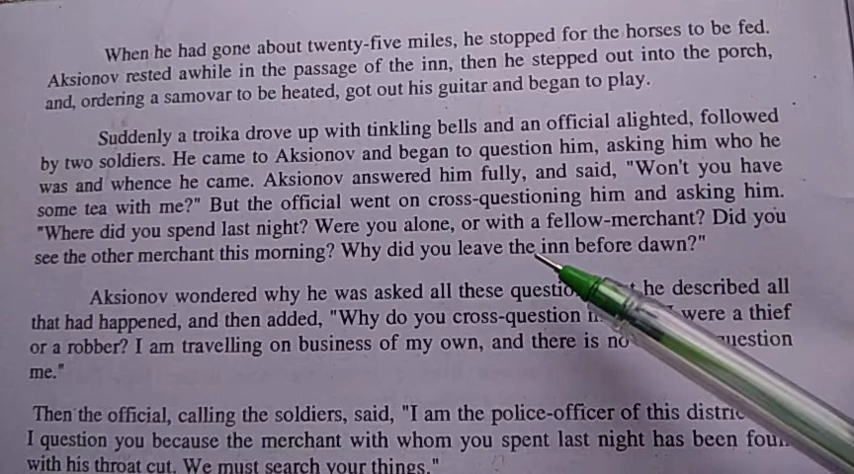 When he had gone about twenty-five miles, he stopped for the horses to be fed.
Aksionov rested awhile in the passage of the inn, then he stepped out into the porch,
and, ordering a samovar to be heated, got out his guitar and began to play.
Suddenly a troika drove up with tinkling bells and an official alighted, followed
by two soldiers. He came to Aksionov and began to question him, asking him who he
was and whence he came. Aksionov answered him fully, and said, "Won't you have
some tea with me?" But the official went on cross-questioning him and asking him.
"Where did you spend last night? Were you alone, or with a fellow-merchant? Did you
see the other merchant this morning? Why did you leave the inn before dawn?"
Aksionov wondered why he was asked all these he described all
that had happened, and then added, "Why do you cross-question were a thief
or a robber? I am travelling on business of my own, and there is
me."
Then the official, calling the soldiers, said, "I am the police-officer of this
I question you because the merchant with whom you spent last night has been
with his throat cut. We must search your things."